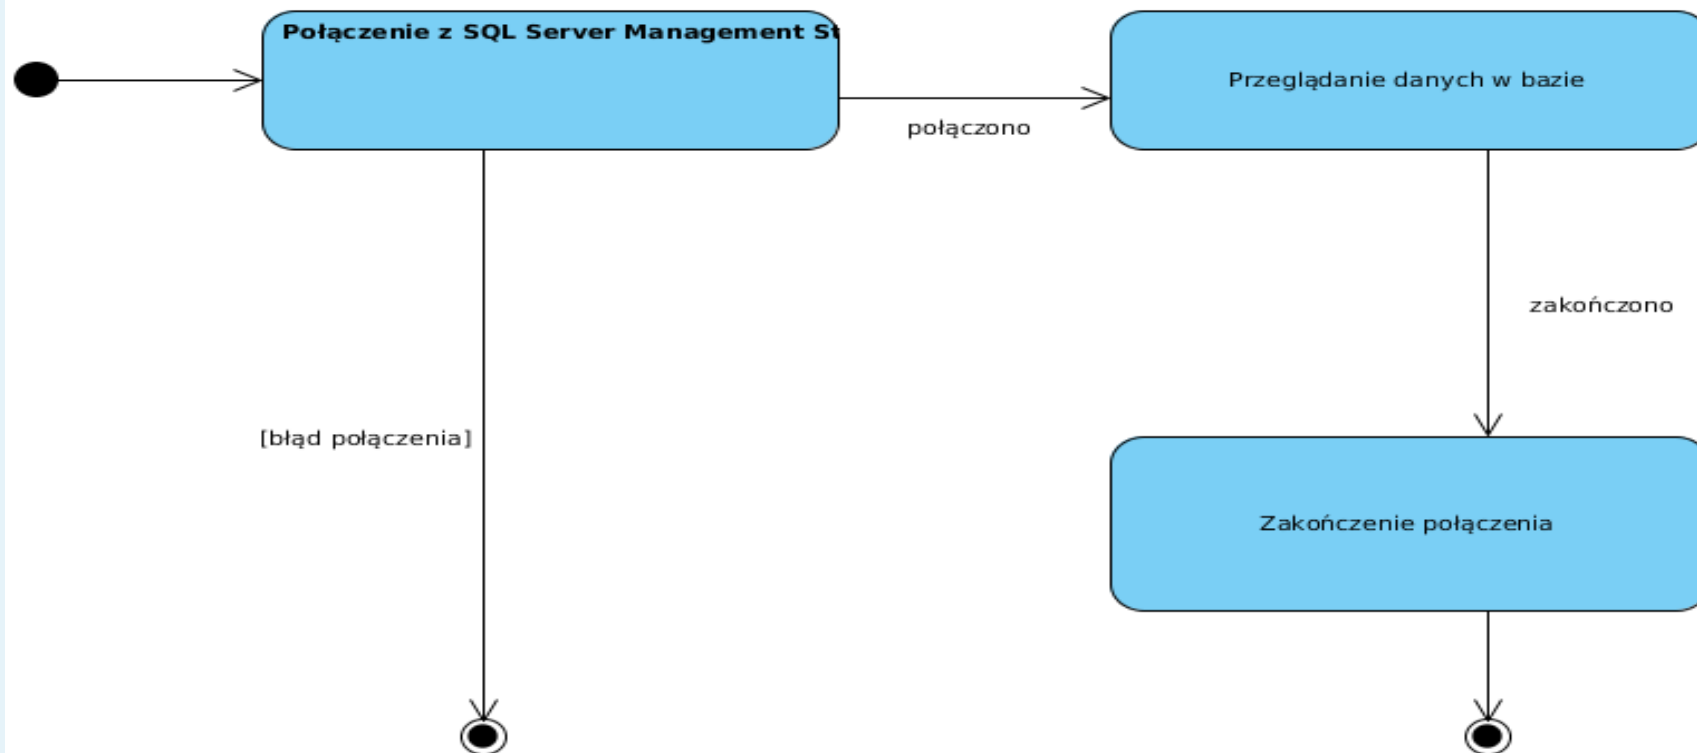 Połączenie z SQL Server Management St
Przeglądanie danych w bazie
połączono
zakończono
[błąd połączenia]
Zakończenie połączenia